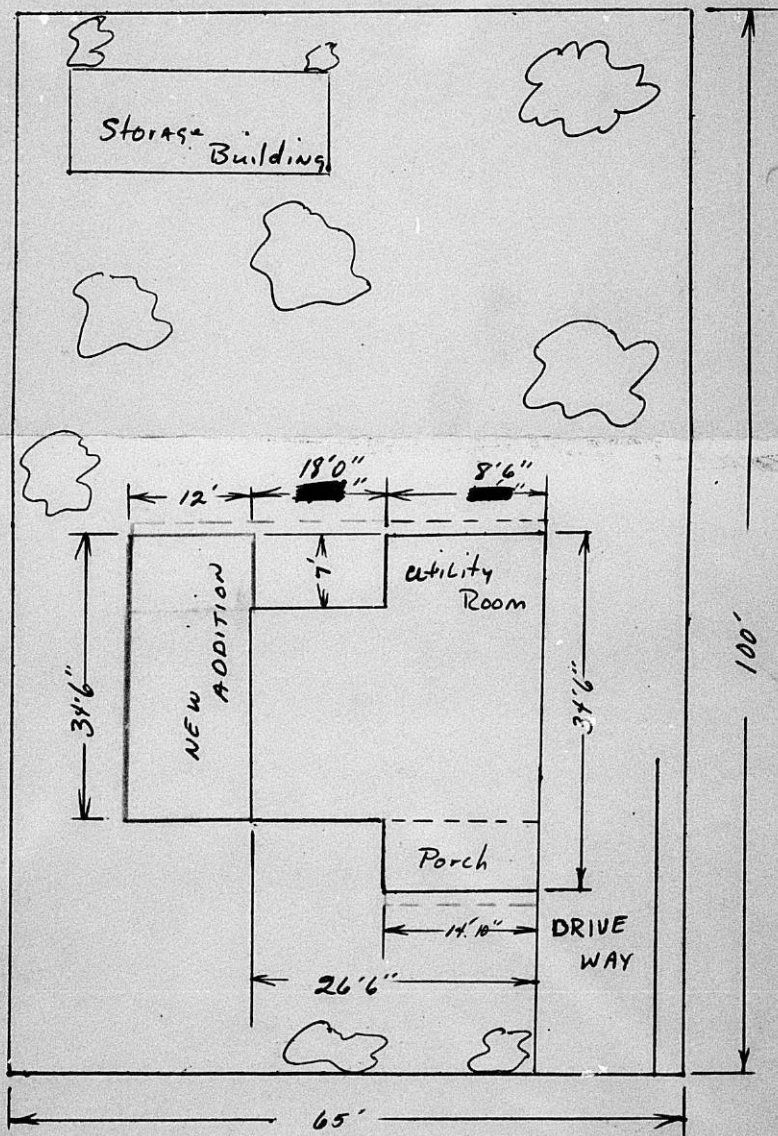 Storage
Building
18'0"
8'6"
12'
7'
Utility
Room
NEW
ADDITION
34'6"
34'6"
100'
Porch
14'10"
DRIVE
WAY
26'6"
65'